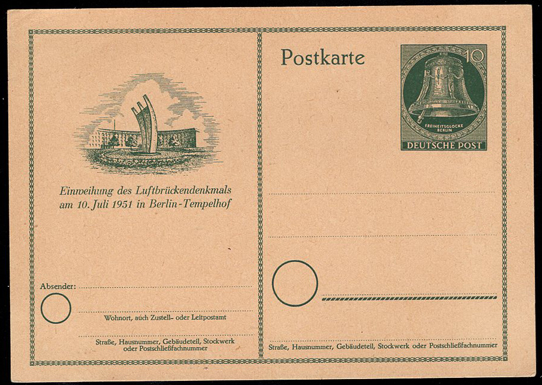 Postkarte
10
FREIHEITSGLOCKE
BERLIN
DEUTSCHE POST
Einweihung des Luftbrückendenkmals
am 10. Juli 1951 in Berlin-Tempelhof
Absender:
Wohnort, auch Zustell- oder Leitpostamt
Straße, Hausnummer, Gebäudeteil, Stockwerk
oder Postschließfachnummer
Straße, Hausnummer, Gebäudeteil, Stockwerk oder Postschließfachnummer